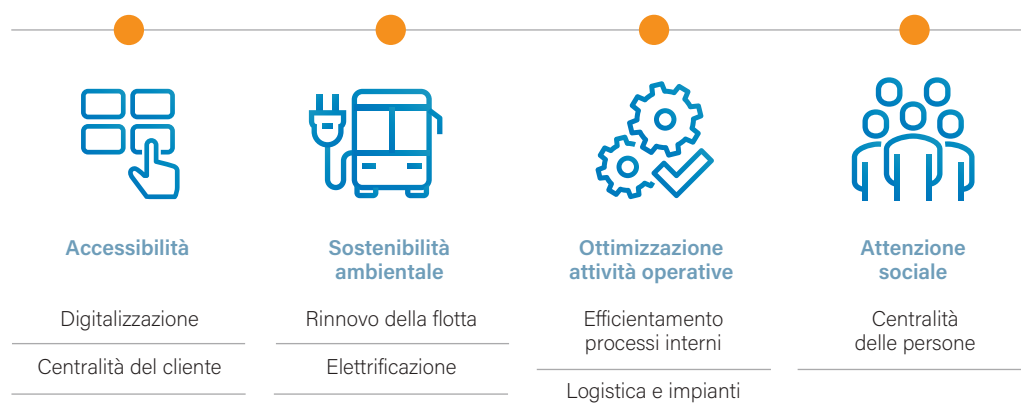 Accessibilità
Digitalizzazione
Centralità del cliente
Sostenibilità
ambientale
Rinnovo della flotta
Elettrificazione
Ottimizzazione
attività operative
Efficientamento
processi interni
Logistica e impianti
Attenzione
sociale
Centralità
delle persone